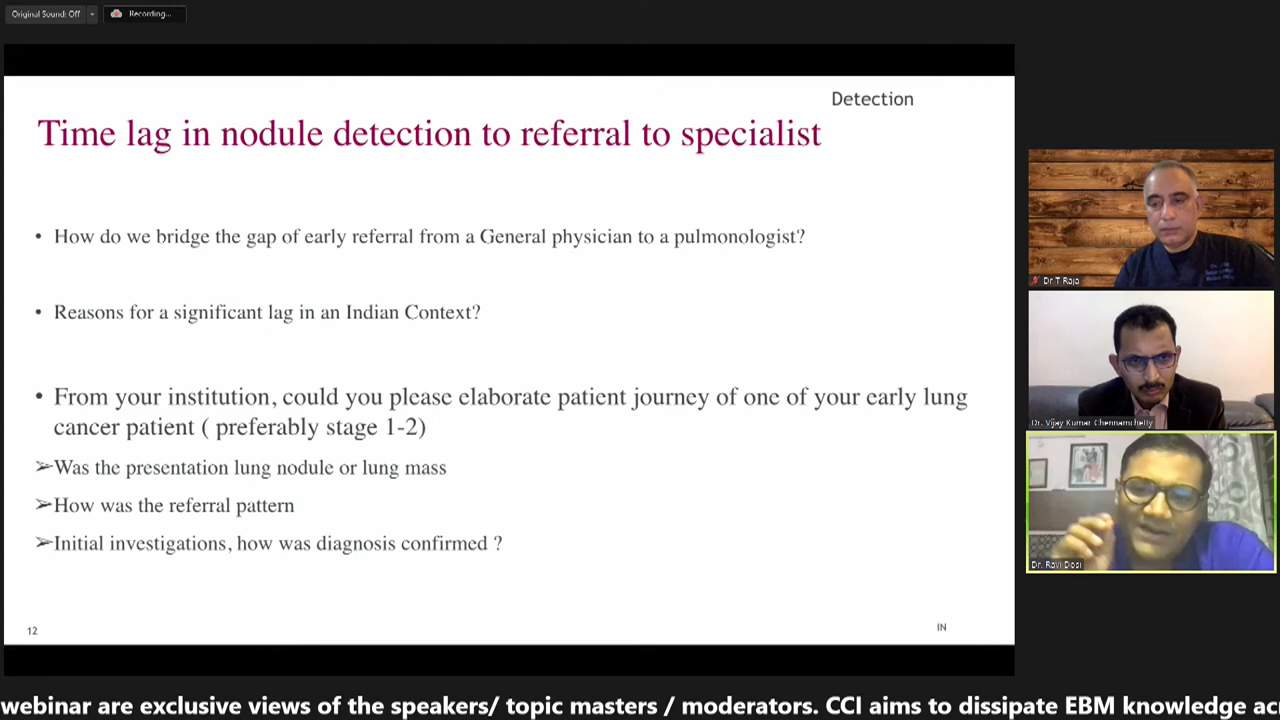 Original Sound: Off
Recording...
Detection
Time lag in nodule detection to referral to specialist
• How do we bridge the gap of early referral from a General physician to a pulmonologist?
• Reasons for a significant lag in an Indian Context?
• From your institution, could you please elaborate patient journey of one of your early lung
cancer patient ( preferably stage 1-2)
➢Was the presentation lung nodule or lung mass
➢How was the referral pattern
➢Initial investigations, how was diagnosis confirmed ?
12
IN
Dr T Raja
Dr. Vijay Kumar Chennamchetty
Dr. Ravi Dosi
webinar are exclusive views of the speakers/ topic masters / moderators. CCI aims to dissipate EBM knowledge ac